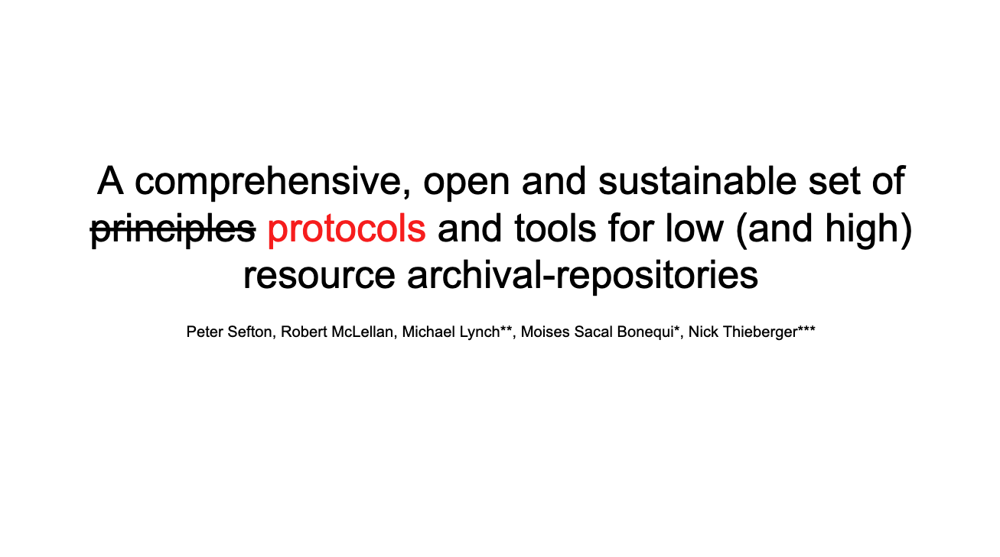 A comprehensive, open and sustainable set of
principles protocols and tools for low (and high)
resource archival-repositories
Peter Sefton, Robert McLellan, Michael Lynch**, Moises Sacal Bonequi*, Nick Thieberger***